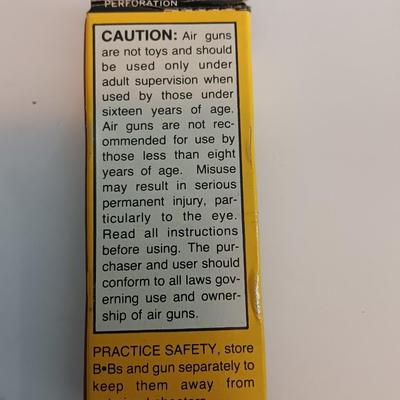 PERFORATION
CAUTION: Air guns
are not toys and should
be used only under
adult supervision when
used by those under
sixteen years of age.
Air guns are not rec-
ommended for use by
those less than eight
years of age. Misuse
may result in serious
permanent injury, par-
ticularly to the eye.
Read all instructions
before using. The pur-
chaser and user should
conform to all laws gov-
erning use and owner-
ship of air guns.
PRACTICE SAFETY, store
B•Bs and gun separately to
keep them away from